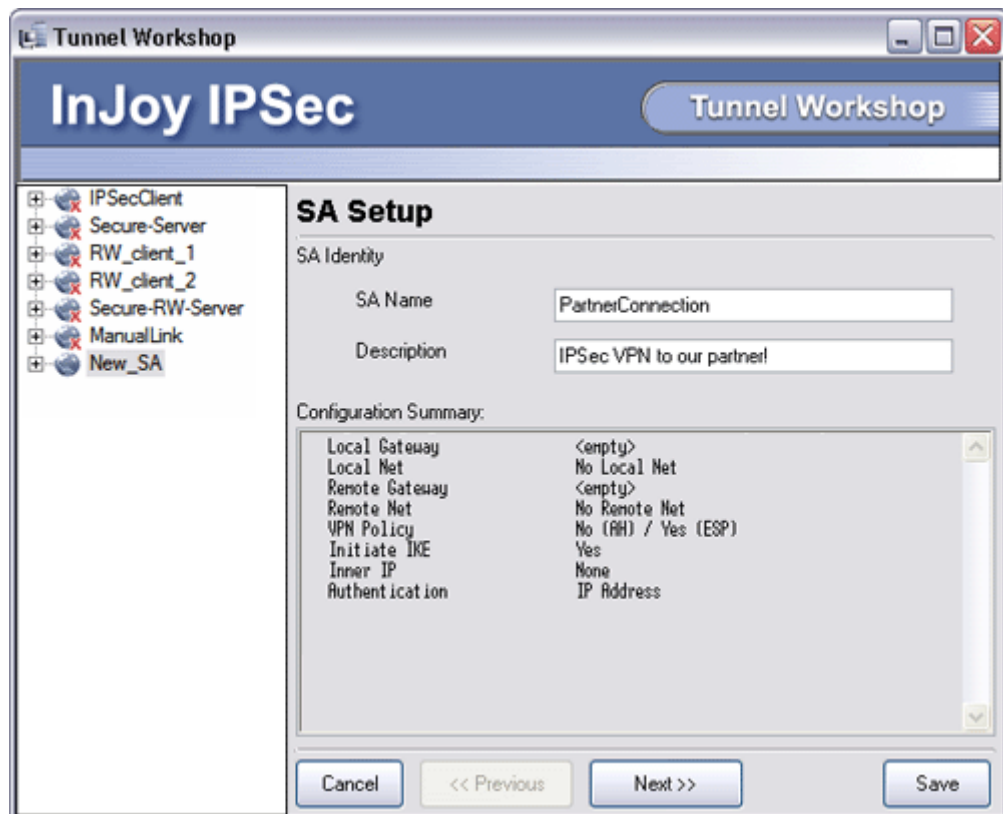 Tunnel Workshop
InJoy IPSec
Tunnel Workshop
IPSecClient
Secure-Server
RW_client_1
RW_client_2
Secure-RW-Server
ManualLink
New_SA
SA Setup
SA Identity
SA Name PartnerConnection
Description IPSec VPN to our partner!
Configuration Summary:
Local Gateway <empty>
Local Net No Local Net
Remote Gateway <empty>
Remote Net No Remote Net
VPN Policy No (AH) / Yes (ESP)
Initiate IKE Yes
Inner IP None
Authentication IP Address
Cancel << Previous Next >> Save